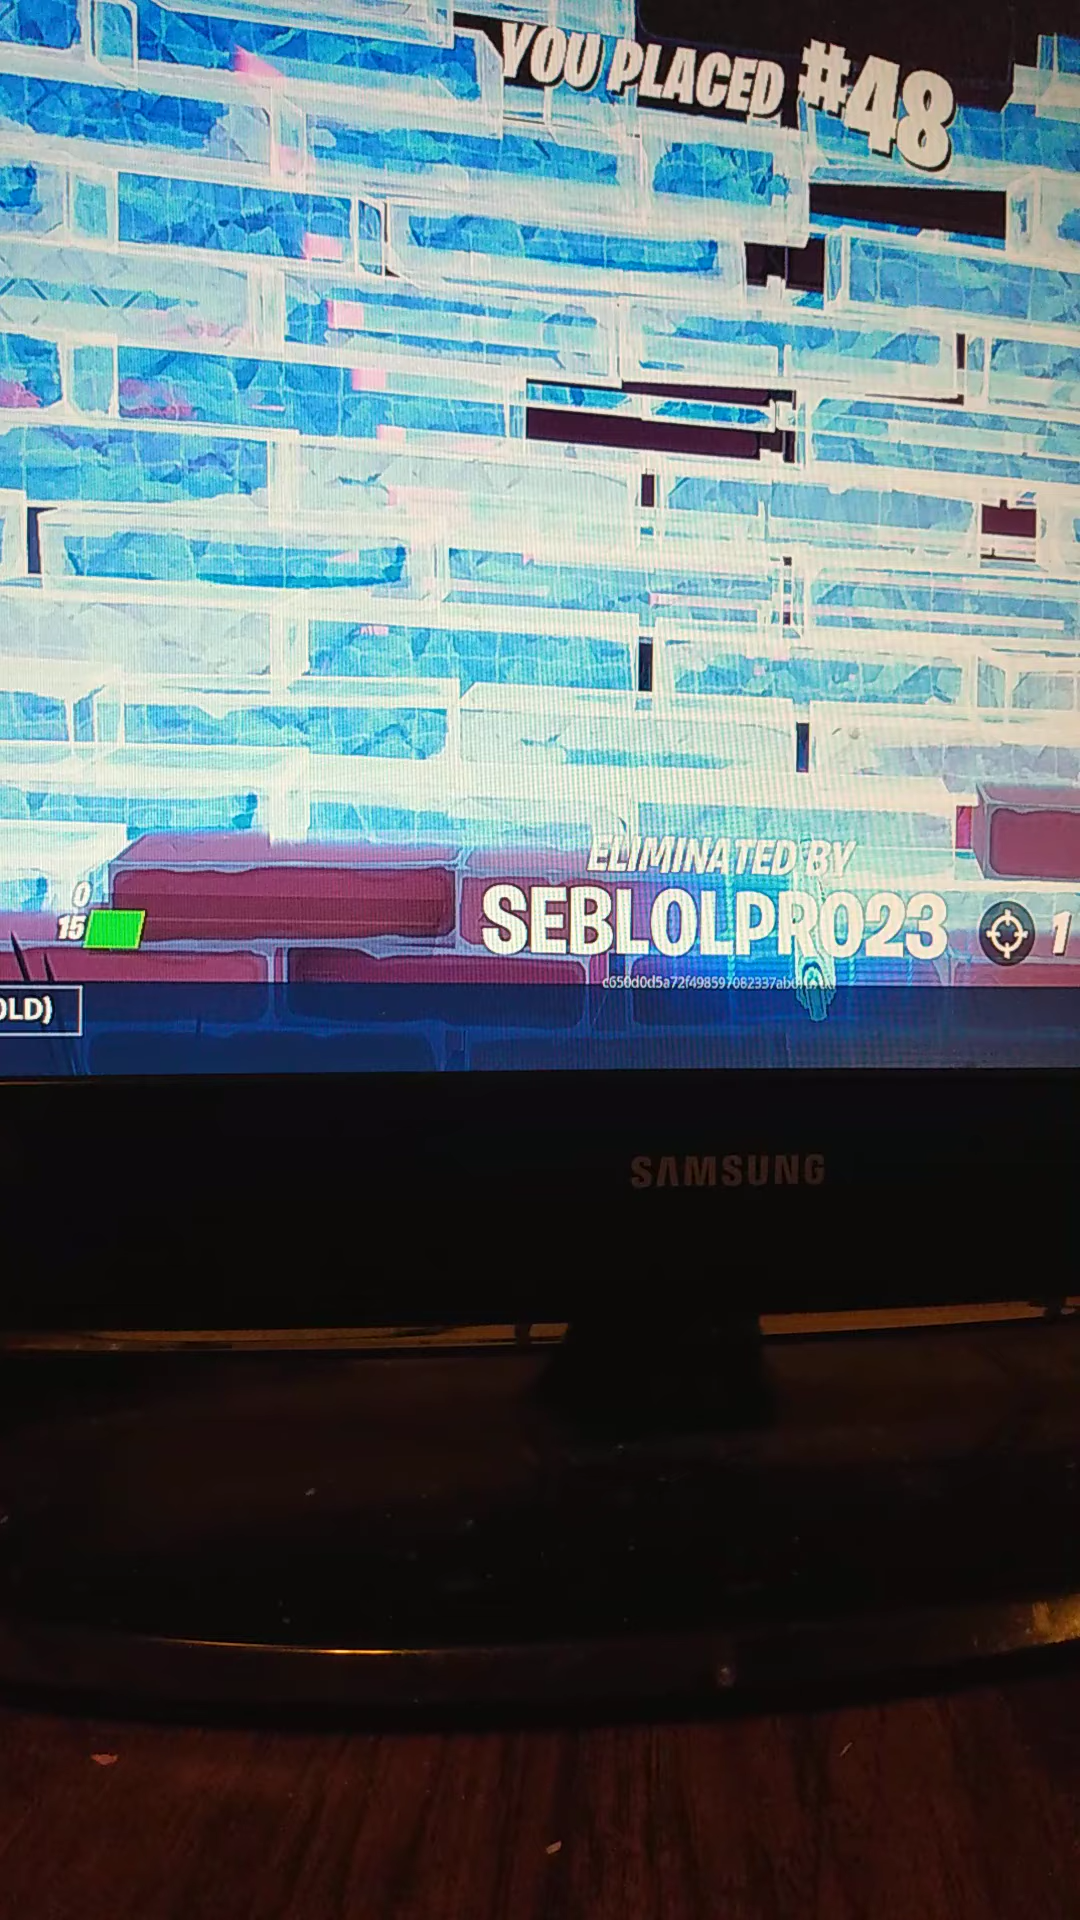 YOU PLACED #48
0
15
ELIMINATED BY
SEBLOLPRO23
1
OLD)
SAMSUNG